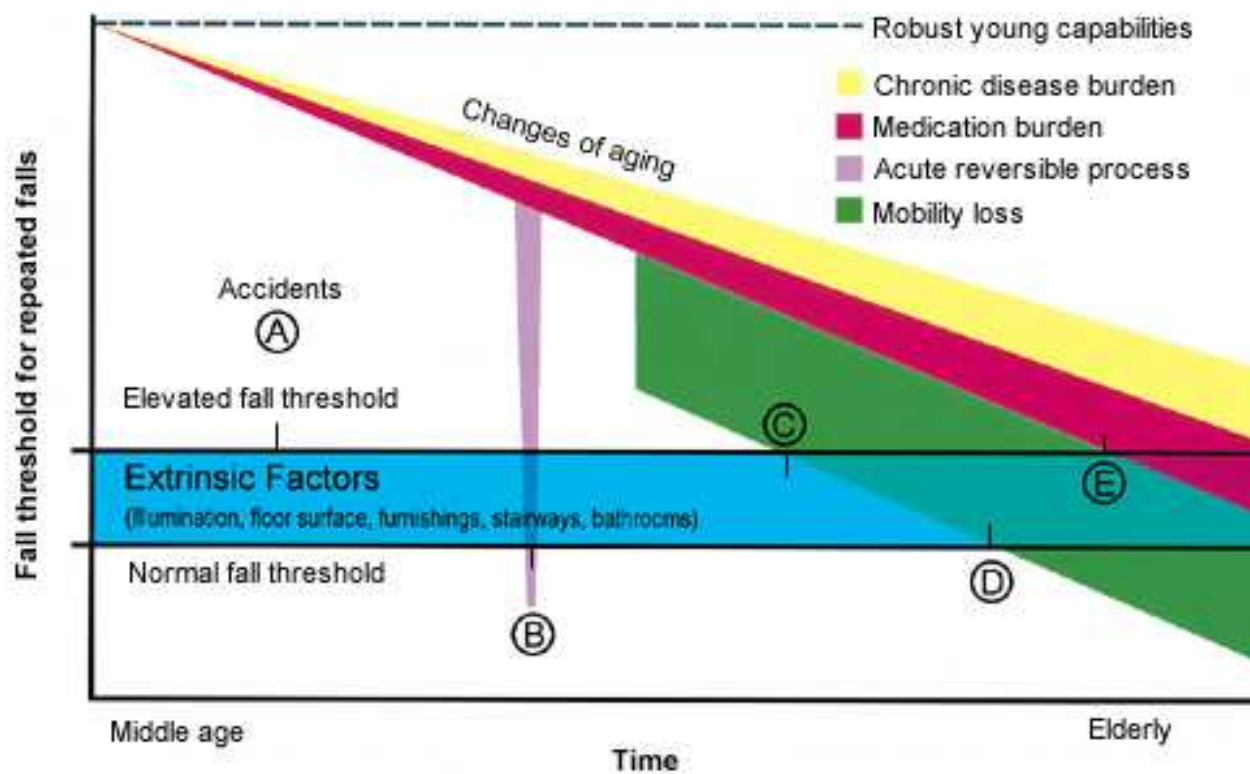 Robust young capabilities
Chronic disease burden
Medication burden
Acute reversible process
Mobility loss
Changes of aging
Fall threshold for repeated falls
Accidents
A
Elevated fall threshold
C
Extrinsic Factors
(Illumination, floor surface, furnishings, stairways, bathrooms)
E
Normal fall threshold
D
B
Middle age
Elderly
Time